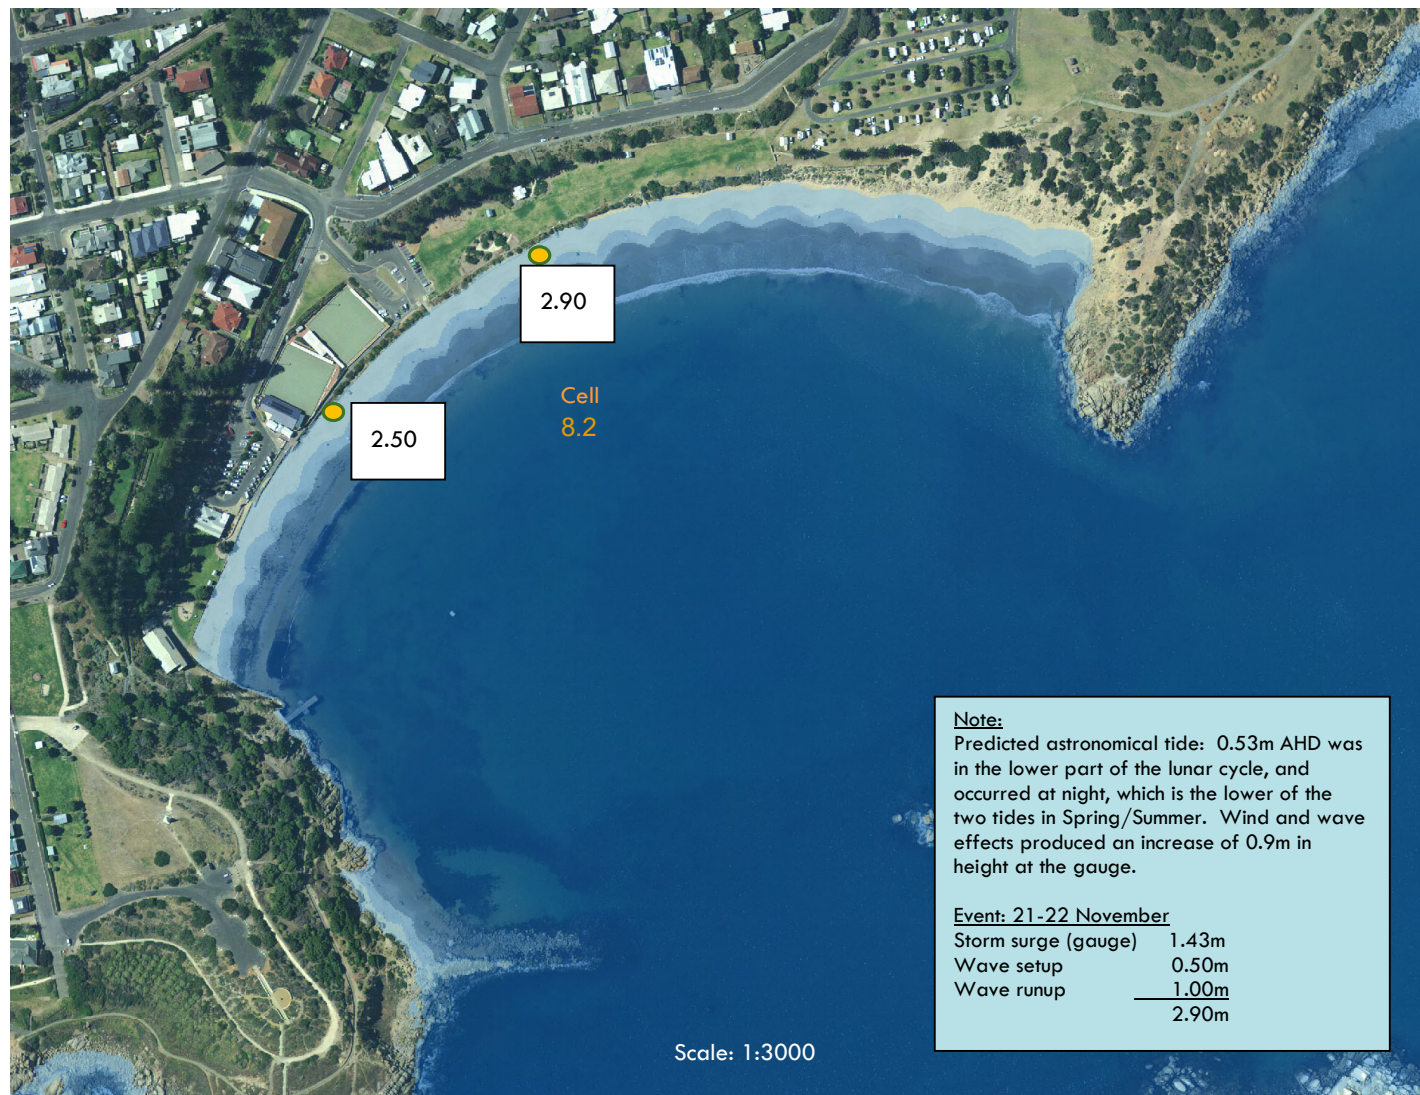 2.90
Cell
8.2
2.50
Note:
Predicted astronomical tide: 0.53m AHD was
in the lower part of the lunar cycle, and
occurred at night, which is the lower of the
two tides in Spring/Summer. Wind and wave
effects produced an increase of 0.9m in
height at the gauge.
Event: 21-22 November
Storm surge (gauge) 1.43m
Wave setup 0.50m
Wave runup 1.00m
2.90m
Scale: 1:3000